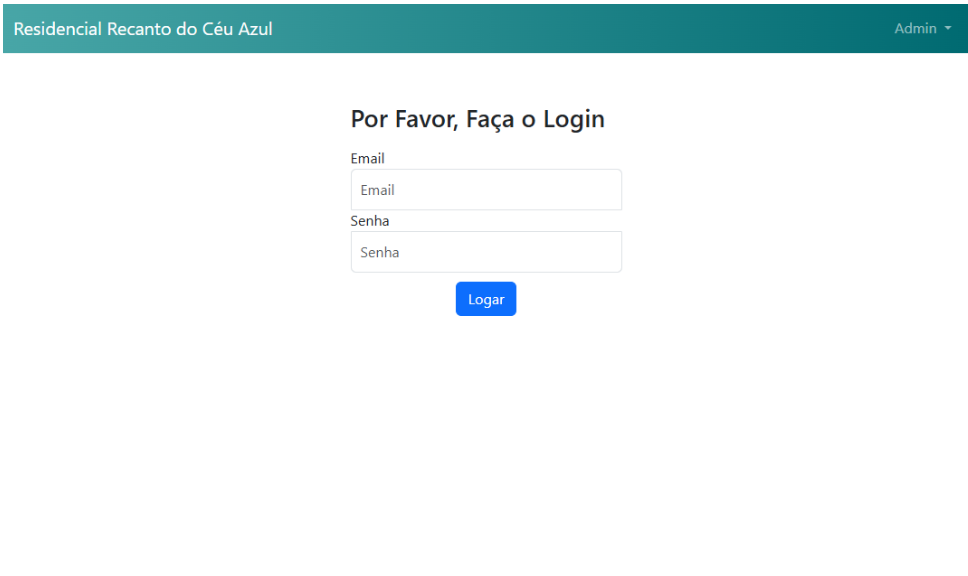 Residencial Recanto do Céu Azul
Admin
Por Favor, Faça o Login
Email
Email
Senha
Senha
Logar